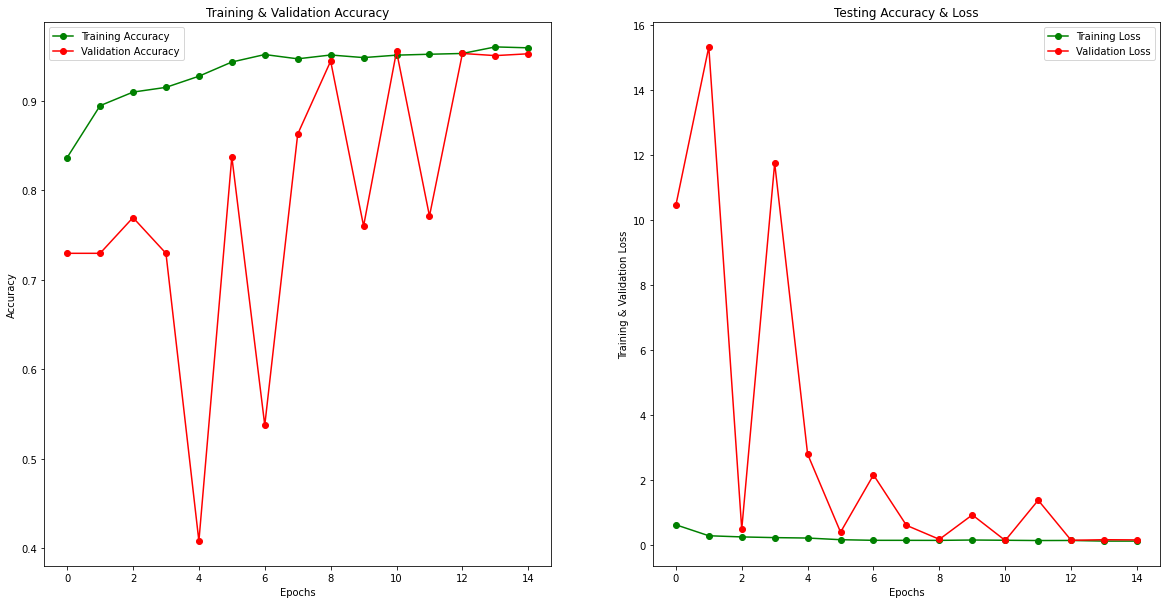 Training & Validation Accuracy
Training Accuracy
Validation Accuracy
0.9
0.8
0.7
0.6
0.5
0.4
Accuracy
0 2 4 6 8 10 12 14
Epochs
Testing Accuracy & Loss
Training Loss
Validation Loss
16
14
12
10
8
6
4
2
0
Training & Validation Loss
0 2 4 6 8 10 12 14
Epochs